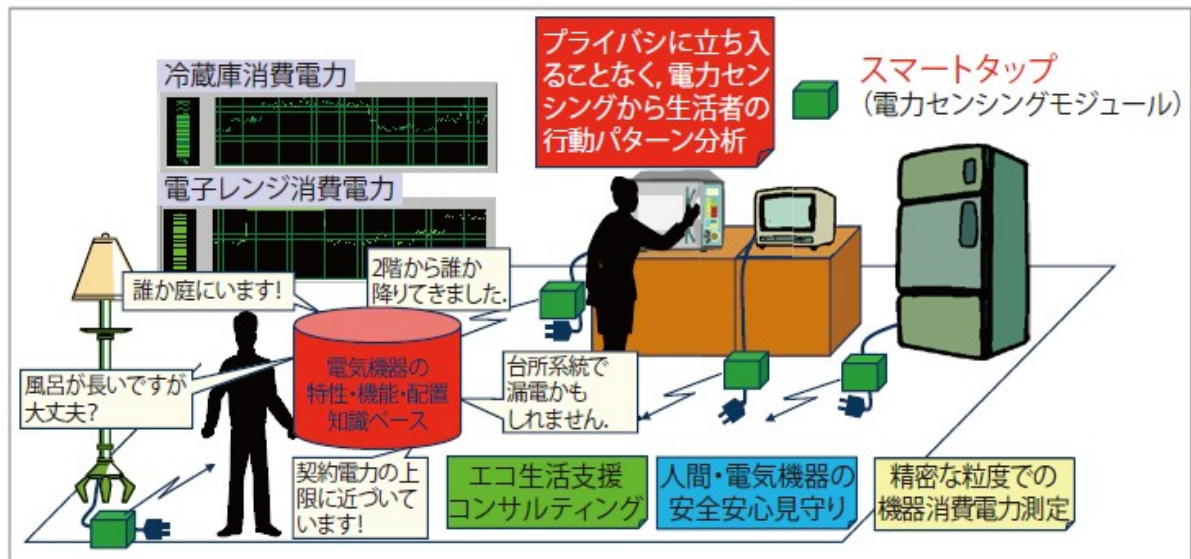 冷蔵庫消費電力
電子レンジ消費電力
プライバシに立ち入
ることなく,電力セン
シングから生活者の
行動パターン分析
スマートタップ
(電力センシングモジュール)
誰か庭にいます!
2階から誰か
降りてきました.
風呂が長いですが
大丈夫?
電気機器の
特性・機能・配置
知識ベース
台所系統で
漏電かも
しれません.
契約電力の上
限に近づいて
います!
エコ生活支援
コンサルティング
人間・電気機器の
安全安心見守り
精密な粒度での
機器消費電力測定